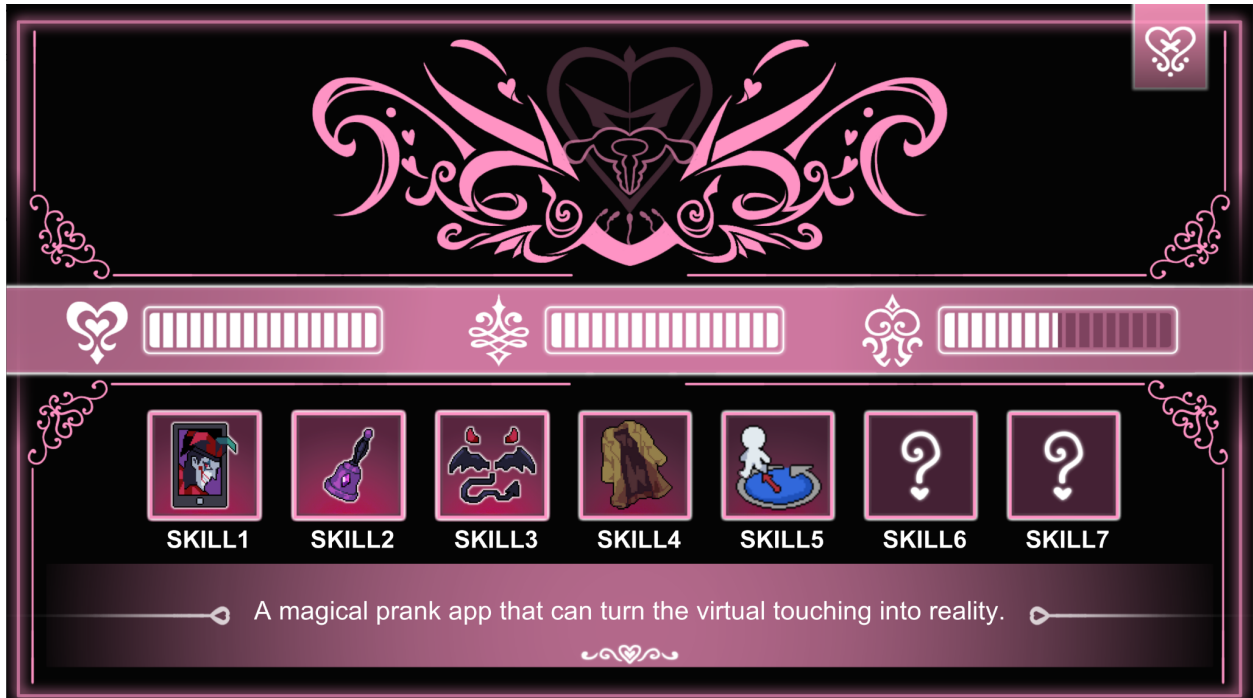 SKILL1
SKILL2
SKILL3
SKILL4
SKILL5
SKILL6
SKILL7
A magical prank app that can turn the virtual touching into reality.